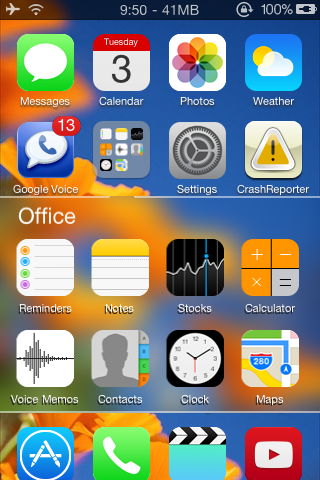 9:50 - 41MB 100%
Tuesday
3
Messages Calendar Photos Weather
13
Google Voice Settings CrashReporter
Office
Reminders Notes Stocks Calculator
280
Voice Memos Contacts Clock Maps